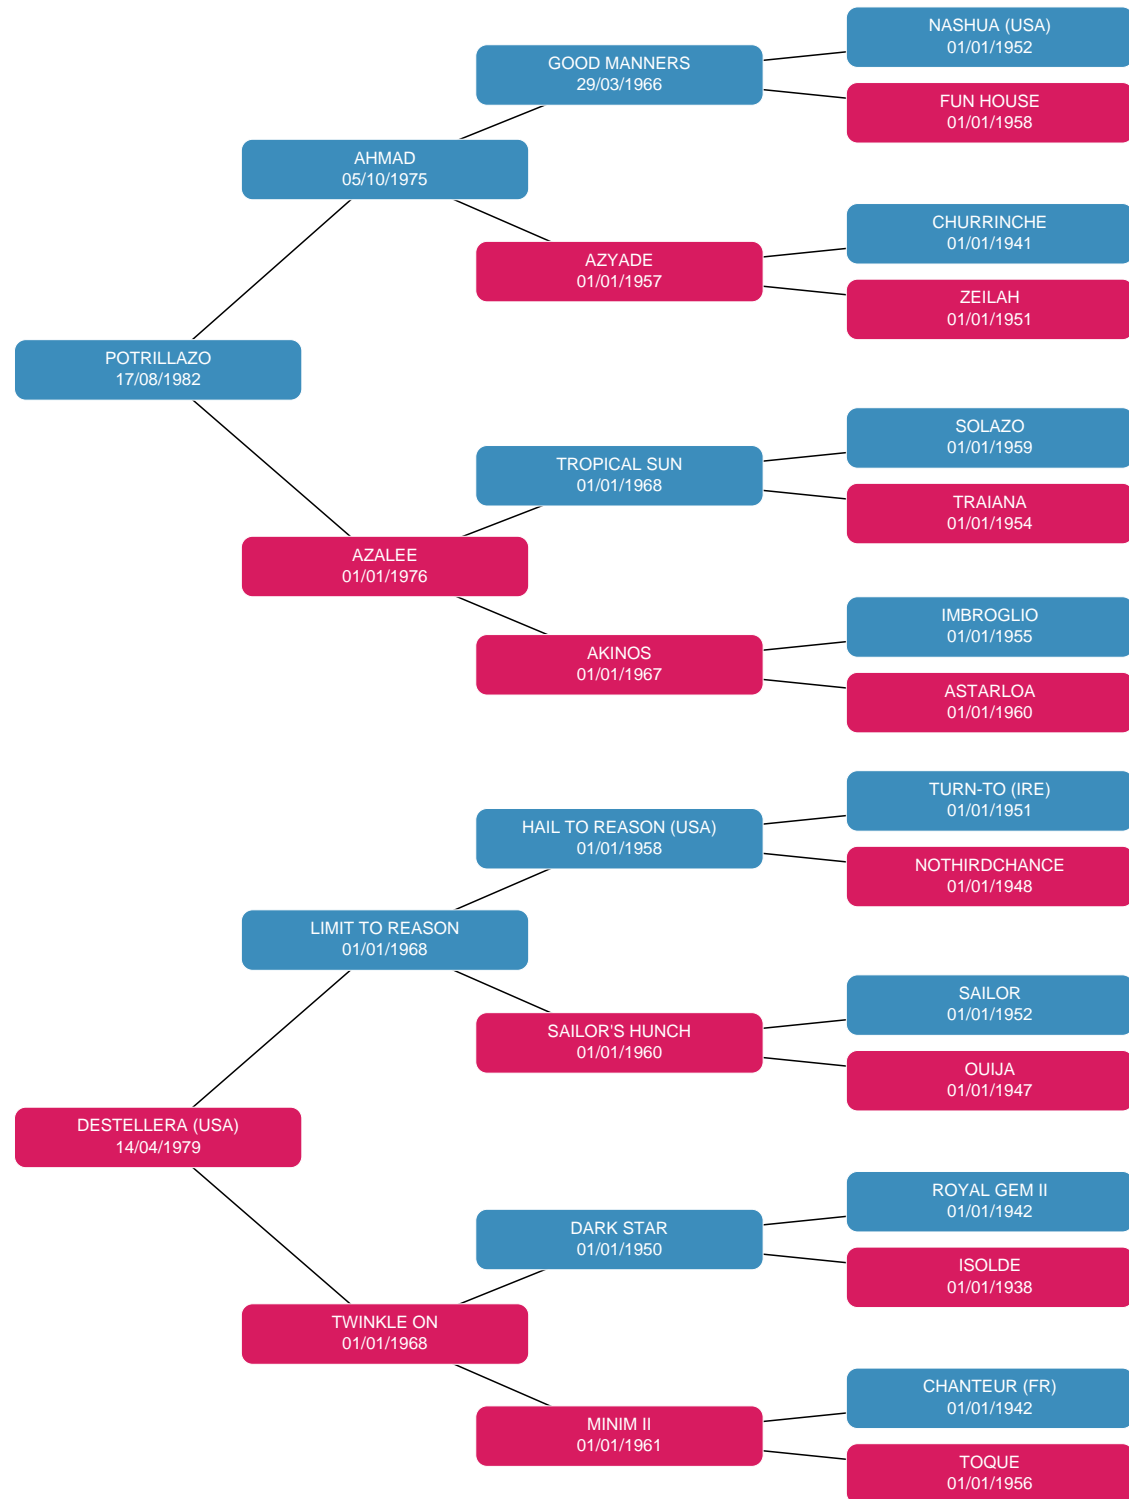 NASHUA (USA)
01/01/1952
GOOD MANNERS
29/03/1966
FUN HOUSE
01/01/1958
AHMAD
05/10/1975
CHURRINCHE
01/01/1941
AZYADE
01/01/1957
ZEILAH
01/01/1951
POTRILLAZO
17/08/1982
SOLAZO
01/01/1959
TROPICAL SUN
01/01/1968
TRAIANA
01/01/1954
AZALEE
01/01/1976
IMBROGLIO
01/01/1955
AKINOS
01/01/1967
ASTARLOA
01/01/1960
TURN-TO (IRE)
01/01/1951
HAIL TO REASON (USA)
01/01/1958
NOTHIRDCHANCE
01/01/1948
LIMIT TO REASON
01/01/1968
SAILOR
01/01/1952
SAILOR'S HUNCH
01/01/1960
OUIJA
01/01/1947
DESTELLERA (USA)
14/04/1979
ROYAL GEM II
01/01/1942
DARK STAR
01/01/1950
ISOLDE
01/01/1938
TWINKLE ON
01/01/1968
CHANTEUR (FR)
01/01/1942
MINIM II
01/01/1961
TOQUE
01/01/1956